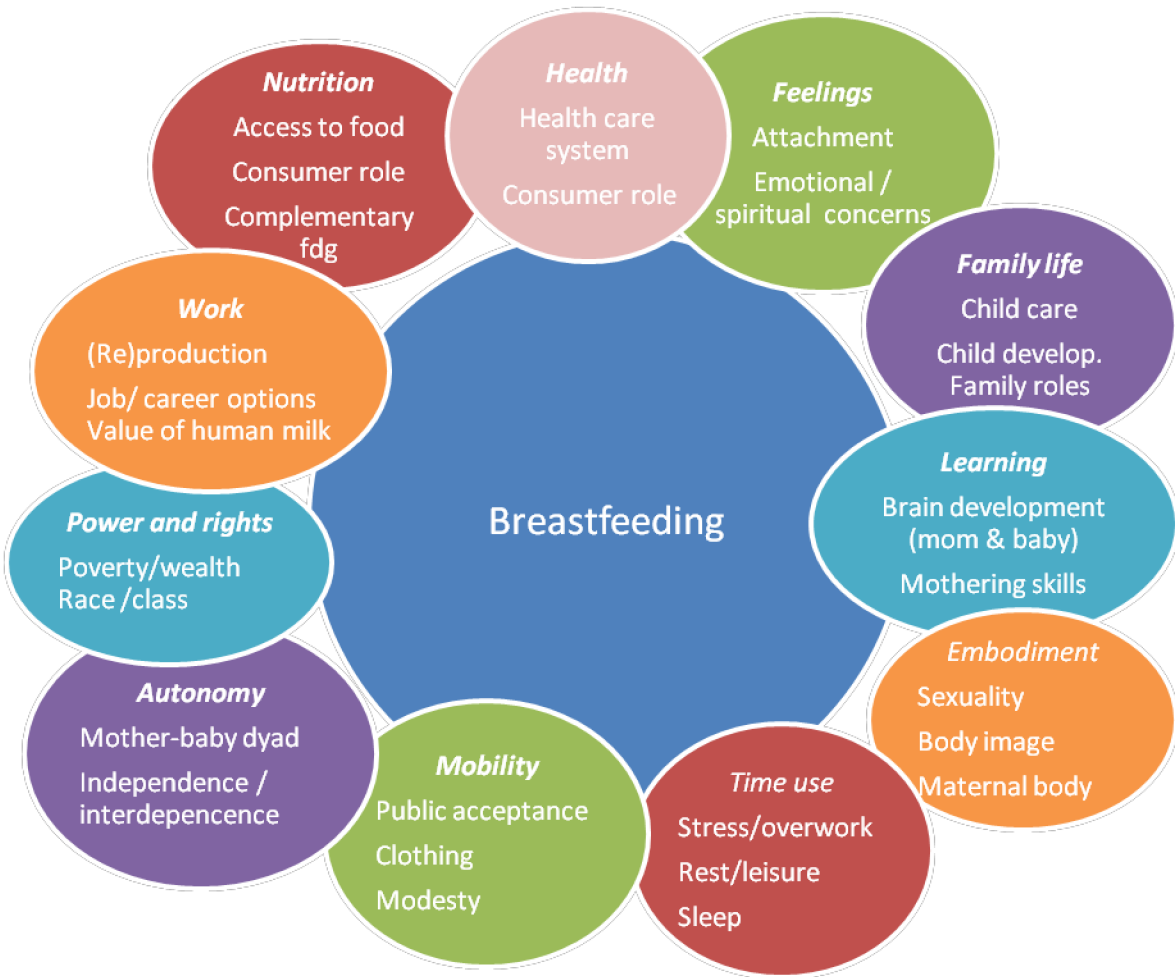 Nutrition
Access to food
Consumer role
Complementary
fdg
Health
Health care
system
Consumer role
Feelings
Attachment
Emotional /
spiritual concerns
Family life
Child care
Child develop.
Family roles
Learning
Brain development
(mom & baby)
Mothering skills
Embodiment
Sexuality
Body image
Maternal body
Time use
Stress/overwork
Rest/leisure
Sleep
Mobility
Public acceptance
Clothing
Modesty
Autonomy
Mother-baby dyad
Independence /
interdepencence
Power and rights
Poverty/wealth
Race /class
Work
(Re)production
Job/ career options
Value of human milk
Breastfeeding